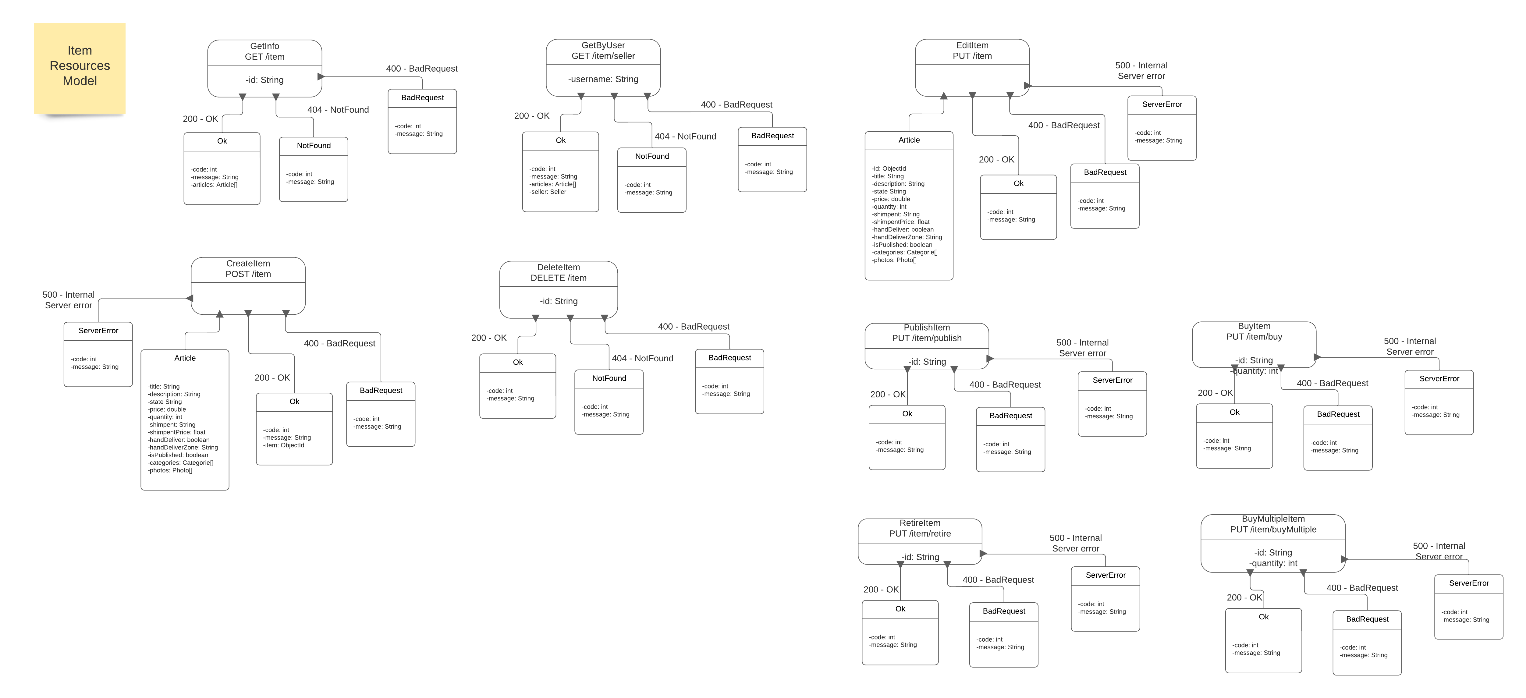 Item
Resources
Model
GetInfo
GET /item
-id: String
400 - BadRequest
BadRequest
-code: int
-message: String
404 - NotFound
200 - OK
Ok
-code: int
-message: String
-articles: Article[]
NotFound
-code: int
-message: String
GetByUser
GET /item/seller
-username: String
400 - BadRequest
BadRequest
-code: int
-message: String
200 - OK
Ok
-code: int
-message: String
-articles: Article[]
-seller: Seller
404 - NotFound
NotFound
-code: int
-message: String
EditItem
PUT /item
500 - Internal
Server error
ServerError
-code: int
-message: String
400 - BadRequest
BadRequest
-code: int
-message: String
Article
-id: ObjectId
-title: String
-description: String
-state String
-price: double
-quantity: int
-shimpent: String
-shimpentPrice: float
-handDeliver: boolean
-handDeliverZone: String
-isPublished: boolean
-categories: Categorie[]
-photos: Photo[]
200 - OK
Ok
-code: int
-message: String
CreateItem
POST /item
500 - Internal
Server error
ServerError
-code: int
-message: String
Article
-title: String
-description: String
-state String
-price: double
-quantity: int
-shimpent: String
-shimpentPrice: float
-handDeliver: boolean
-handDeliverZone: String
-isPublished: boolean
-categories: Categorie[]
-photos: Photo[]
400 - BadRequest
200 - OK
Ok
-code: int
-message: String
-item: ObjectId
BadRequest
-code: int
-message: String
DeleteItem
DELETE /item
-id: String
200 - OK
Ok
-code: int
-message: String
400 - BadRequest
BadRequest
-code: int
-message: String
404 - NotFound
NotFound
-code: int
-message: String
PublishItem
PUT /item/publish
-id: String
500 - Internal
Server error
ServerError
-code: int
-message: String
400 - BadRequest
200 - OK
Ok
-code: int
-message: String
BadRequest
-code: int
-message: String
BuyItem
PUT /item/buy
-id: String
-quantity: int
500 - Internal
Server error
ServerError
-code: int
-message: String
400 - BadRequest
200 - OK
Ok
-code: int
-message: String
BadRequest
-code: int
-message: String
RetireItem
PUT /item/retire
-id: String
500 - Internal
Server error
ServerError
-code: int
-message: String
400 - BadRequest
200 - OK
Ok
-code: int
-message: String
BadRequest
-code: int
-message: String
BuyMultipleItem
PUT /item/buyMultiple
-id: String
-quantity: int
500 - Internal
Server error
ServerError
-code: int
-message: String
400 - BadRequest
200 - OK
Ok
-code: int
-message: String
BadRequest
-code: int
-message: String